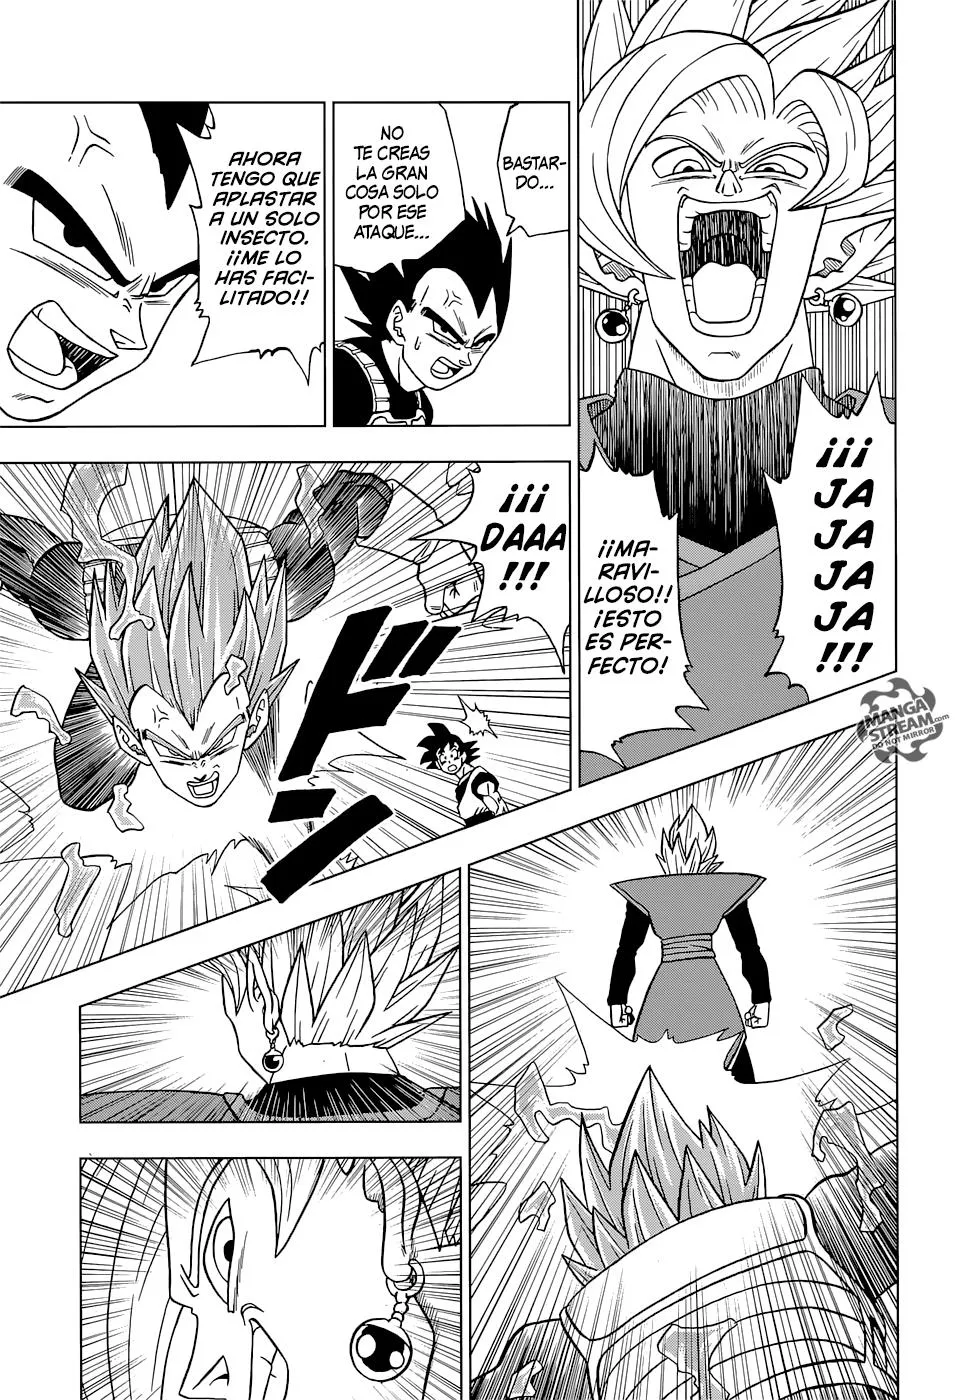 ¡¡¡
JA
JA
JA
JA
!!!
¡¡MA-
RAVI-
LLOSO!!
¡ESTO
ES PER-
FECTO!
BASTAR-
DO...
NO
TE CREAS
LA GRAN
COSA SOLO
POR ESE
ATAQUE...
AHORA
TENGO QUE
APLASTAR
A UN SOLO
INSECTO.
¡¡ME LO
HAS FACI-
LITADO!!
¡¡¡
DAAA
!!!
ドン
MANGA
STREAM.com
DO NOT MIRROR!